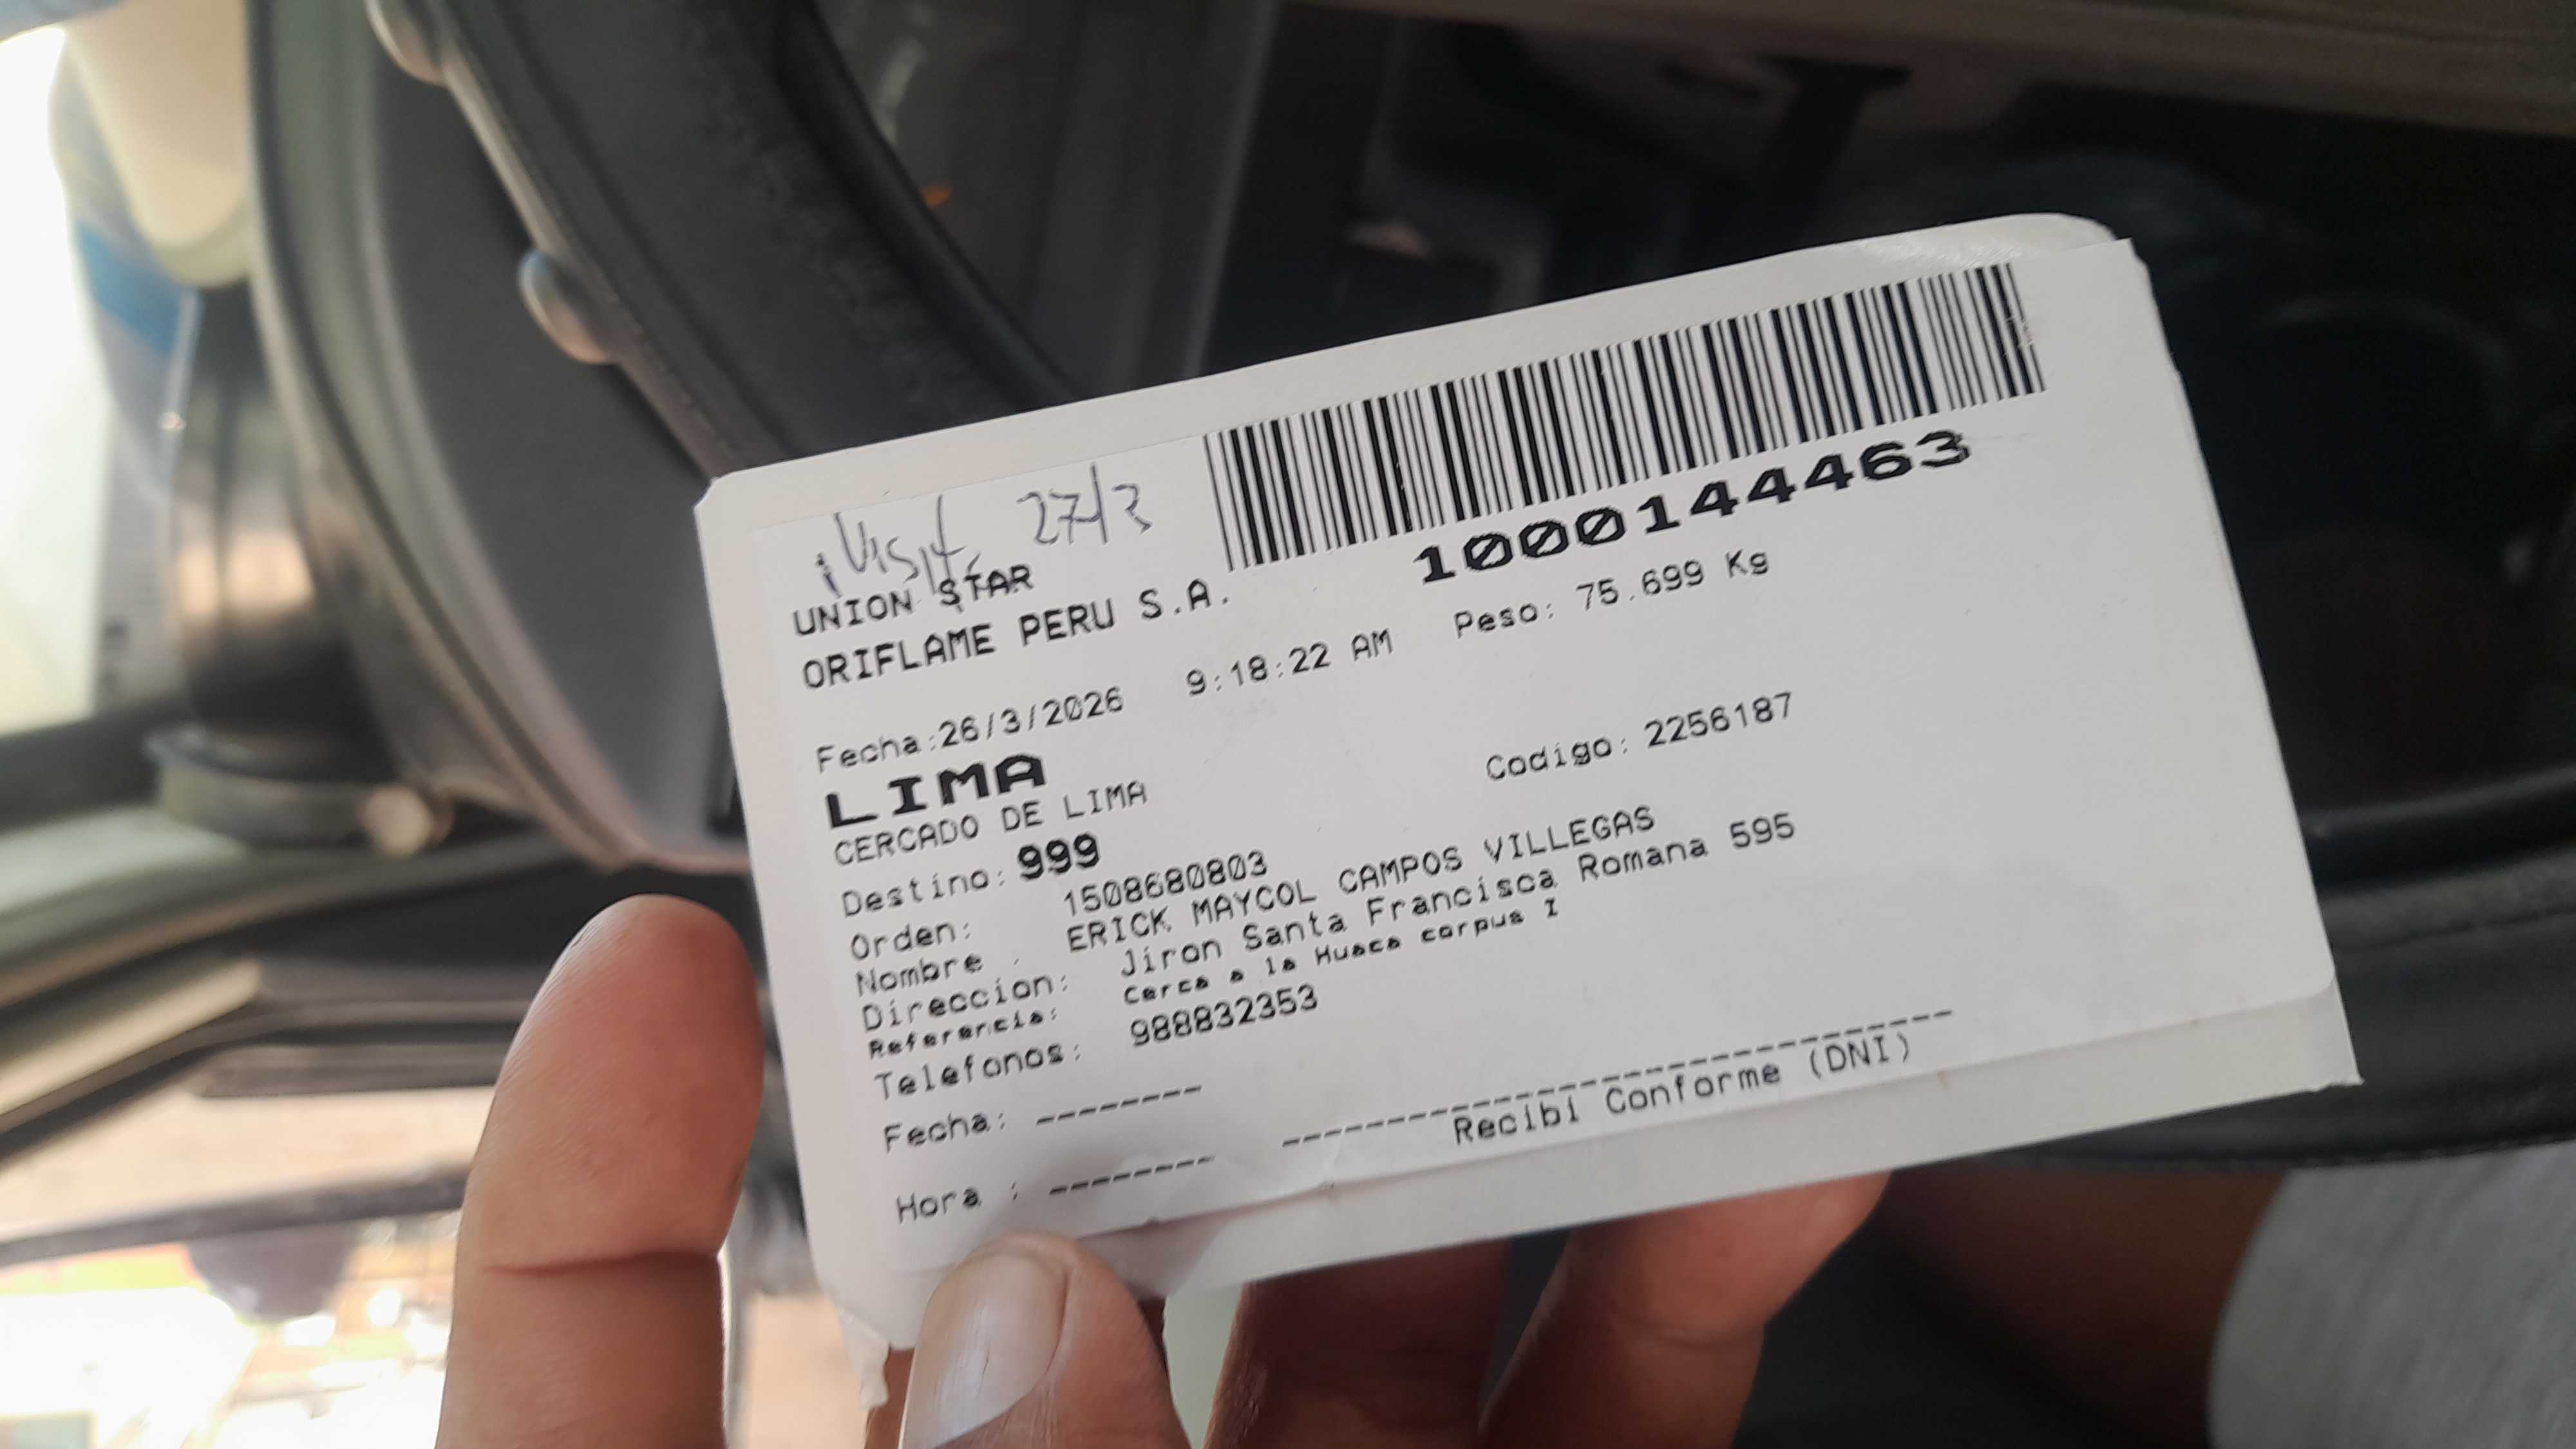 1 Visita 27/3
UNION STAR
ORIFLAME PERU S.A.
1000144463
Fecha:26/3/2026 9:18:22 AM Peso: 75.699 Kg
LIMA
CERCADO DE LIMA Codigo: 2256187
Destino: 999
Orden: 1508680803
Nombre : ERICK MAYCOL CAMPOS VILLEGAS
Direccion: Jiron Santa Francisca Romana 595
Referencia: Cerca a la Huaca corpus I
Telefonos: 988832353
Fecha: --------
Hora : --------
Recibi Conforme (DNI)